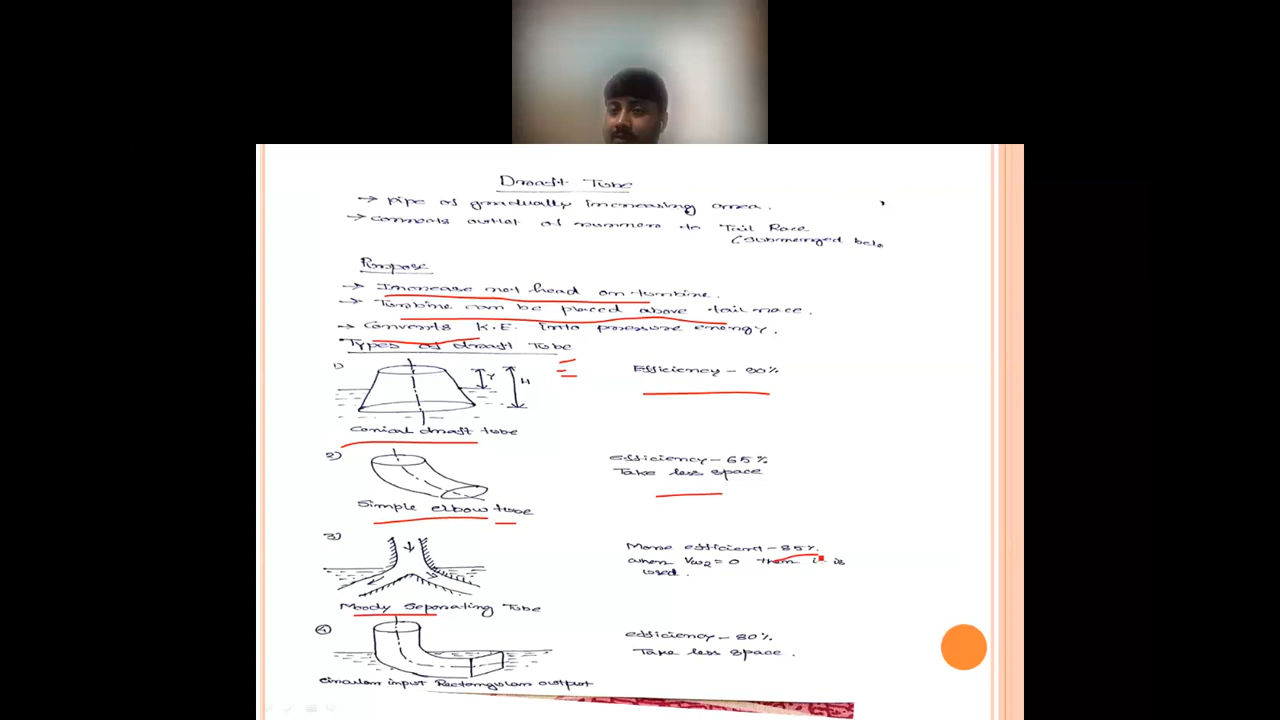 Draft Tube
→ pipe of gradually increasing area.
→ connects outlet of runner to Tail Race
(submerged belo
Purpose
→ Increase net head on turbine.
→ Turbine can be placed above tail race.
→ Converts K.E. into pressure energy.
Types of draft Tube
1)
Y
H
Efficiency - 90%
Conical draft tube
2)
efficiency - 65%
Take less space
Simple elbow tube
3)
More efficient - 85%.
when Vw2 = 0 then it is
used.
Moody Seperating Tube
4)
efficiency - 80%
Take less space.
Circular input Rectangular output